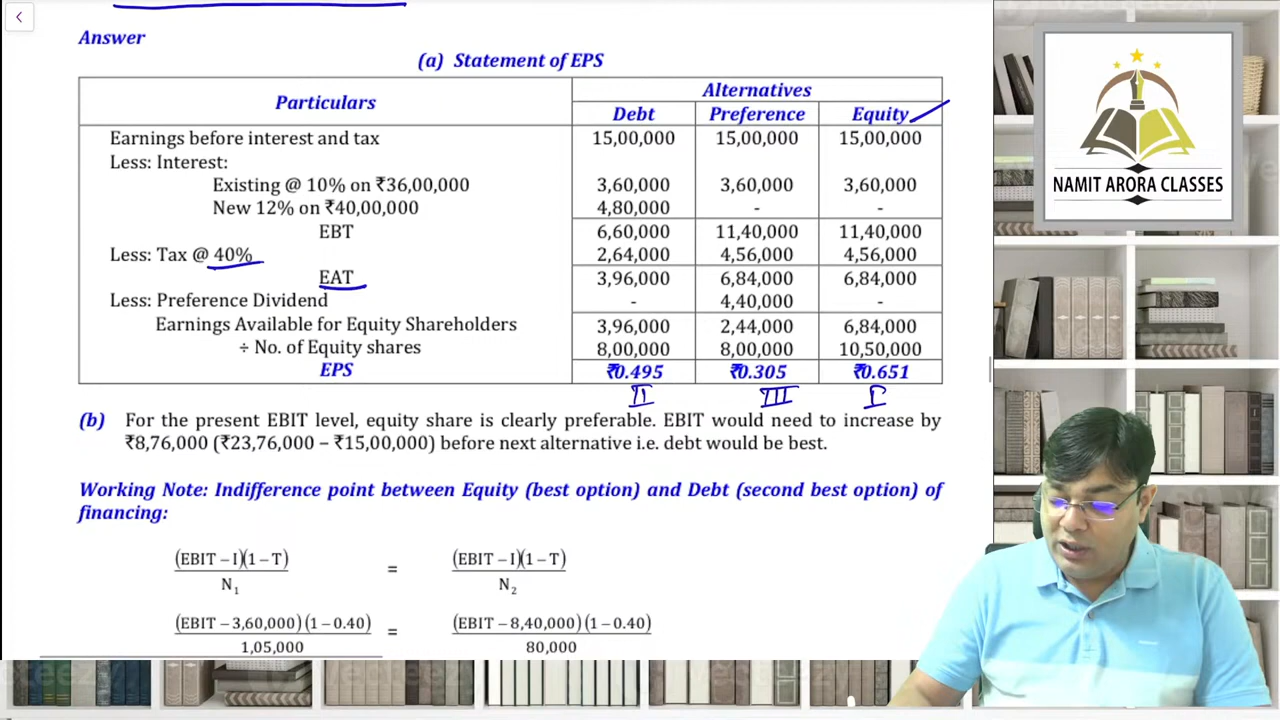 Answer
(a) Statement of EPS
Particulars Alternatives
Debt Preference Equity
Earnings before interest and tax 15,00,000 15,00,000 15,00,000
Less: Interest:
Existing @ 10% on ₹36,00,000 3,60,000 3,60,000 3,60,000
New 12% on ₹40,00,000 4,80,000 - -
EBT 6,60,000 11,40,000 11,40,000
Less: Tax @ 40% 2,64,000 4,56,000 4,56,000
EAT 3,96,000 6,84,000 6,84,000
Less: Preference Dividend - 4,40,000 -
Earnings Available for Equity Shareholders 3,96,000 2,44,000 6,84,000
÷ No. of Equity shares 8,00,000 8,00,000 10,50,000
EPS ₹0.495 ₹0.305 ₹0.651
II III I
(b) For the present EBIT level, equity share is clearly preferable. EBIT would need to increase by
₹8,76,000 (₹23,76,000 – ₹15,00,000) before next alternative i.e. debt would be best.
Working Note: Indifference point between Equity (best option) and Debt (second best option) of
financing:
(EBIT – I)(1 – T) = (EBIT – I)(1 – T)
N₁ N₂
(EBIT – 3,60,000) (1 – 0.40) = (EBIT – 8,40,000) (1 – 0.40)
1,05,000 80,000
NAMIT ARORA CLASSES